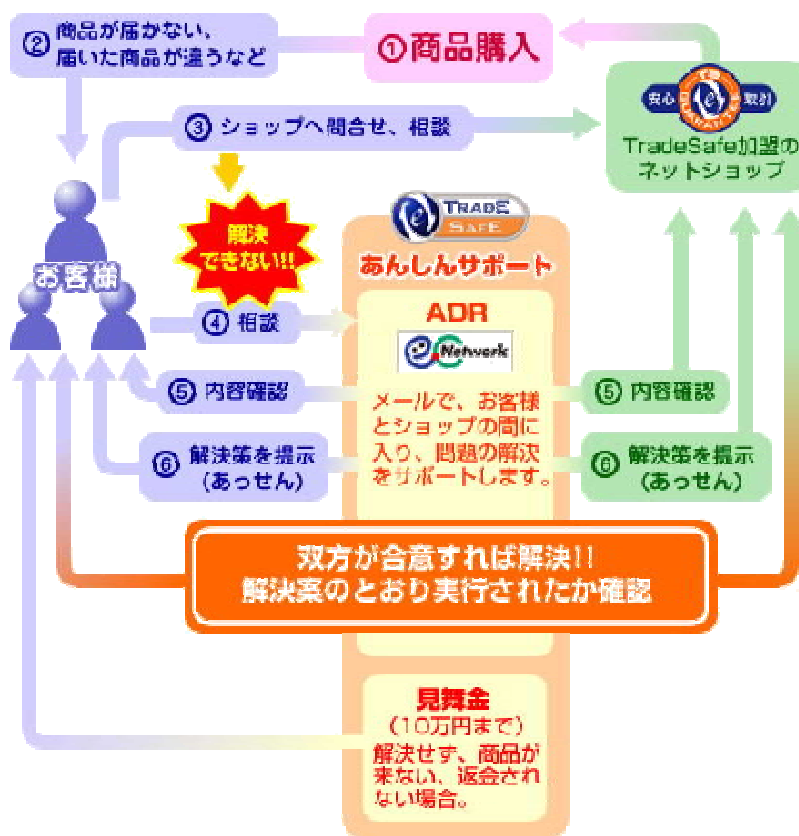 ① 商品購入
② 商品が届かない、
届いた商品が違うなど
安心
取引
TradeSafe加盟の
ネットショップ
③ ショップへ問合せ、相談
解決
できない!!
お客様
TRADE
SAFE
あんしんサポート
④ 相談
ADR
Network
メールで、お客様
とショップの間に
入り、問題の解決
をサポートします。
⑤ 内容確認
⑤ 内容確認
⑥ 解決策を提示
(あっせん)
⑥ 解決策を提示
(あっせん)
双方が合意すれば解決!!
解決案のとおり実行されたか確認
見舞金
(10万円まで)
解決せず、商品が
来ない、返金され
ない場合。